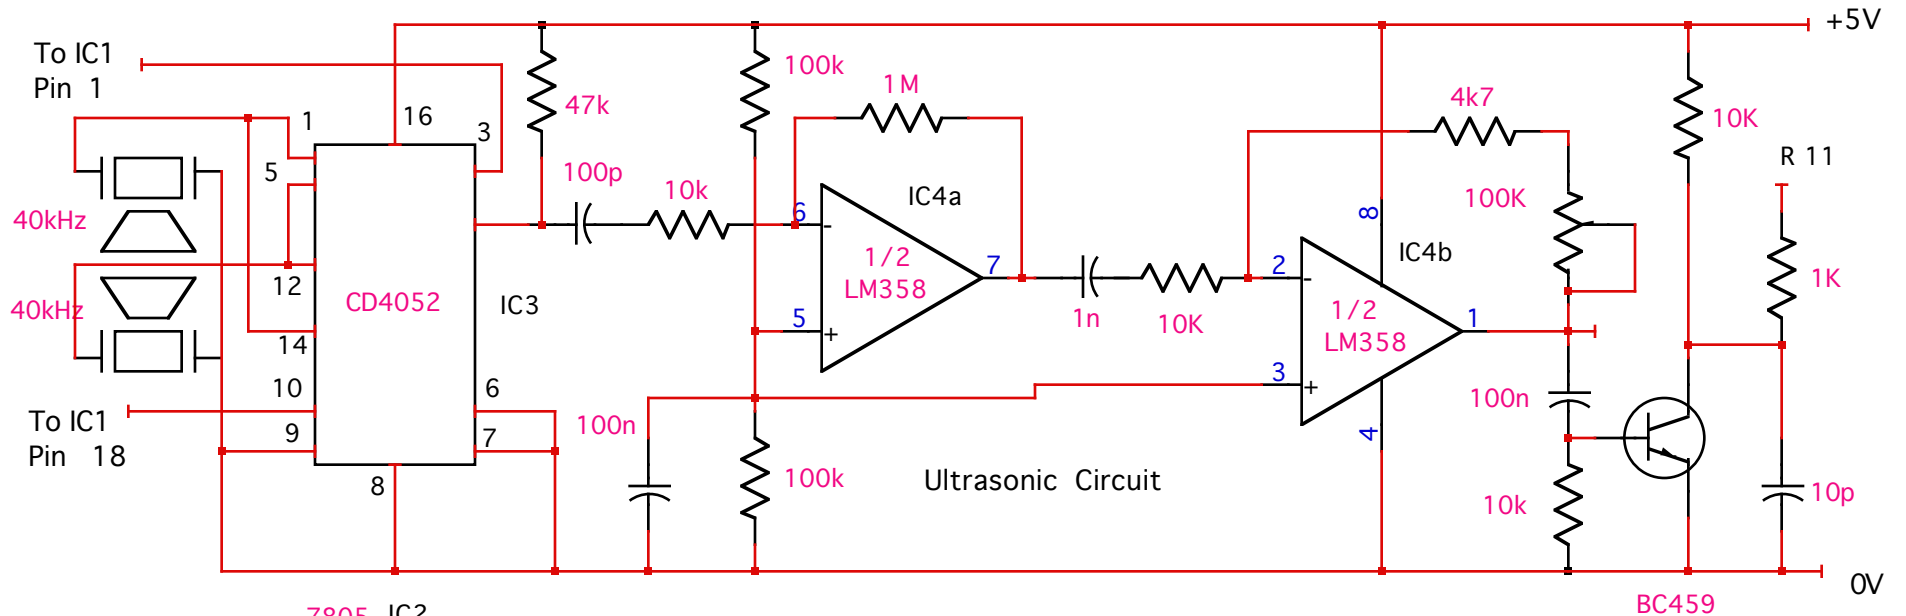 +5V
To IC1
Pin 1
100k
1M
4k7
47k
16
1
3
10K
R 11
5
100p
10k
IC4a
100K
40kHz
6
-
8
1/2
LM358
7
IC4b
2
-
12
CD4052
IC3
1K
40kHz
5
+
1n
10K
1/2
LM358
1
14
10
6
3
+
100n
To IC1
Pin 18
9
7
100n
4
8
100k
Ultrasonic Circuit
10k
10p
0V
7805 IC2
BC459